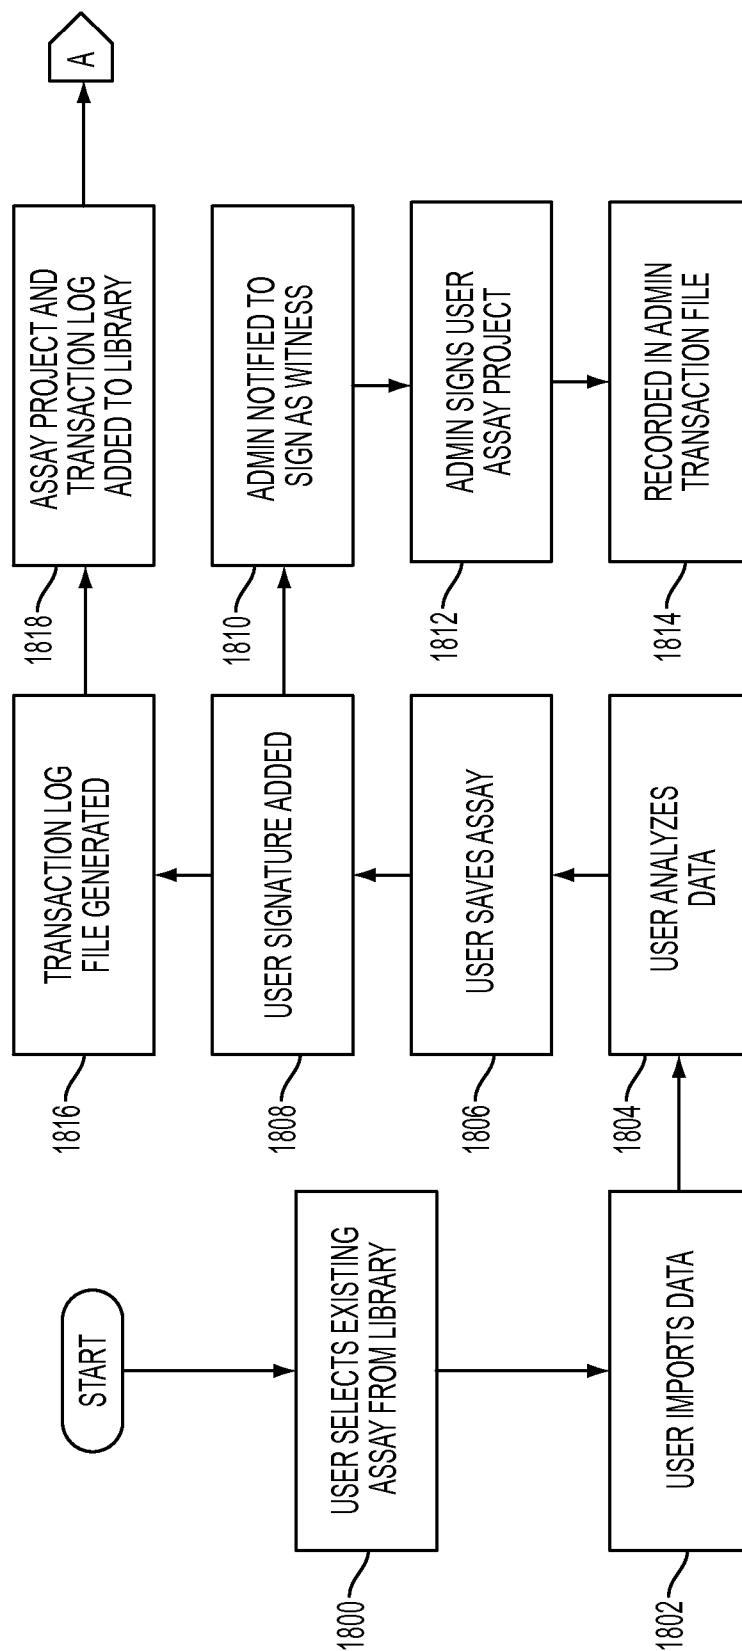 START
USER SELECTS EXISTING
ASSAY FROM LIBRARY
1800
USER IMPORTS DATA
1802
USER ANALYZES
DATA
1804
USER SAVES ASSAY
1806
USER SIGNATURE ADDED
1808
TRANSACTION LOG
FILE GENERATED
1816
ASSAY PROJECT AND
TRANSACTION LOG
ADDED TO LIBRARY
1818
A
ADMIN NOTIFIED TO
SIGN AS WITNESS
1810
ADMIN SIGNS USER
ASSAY PROJECT
1812
RECORDED IN ADMIN
TRANSACTION FILE
1814